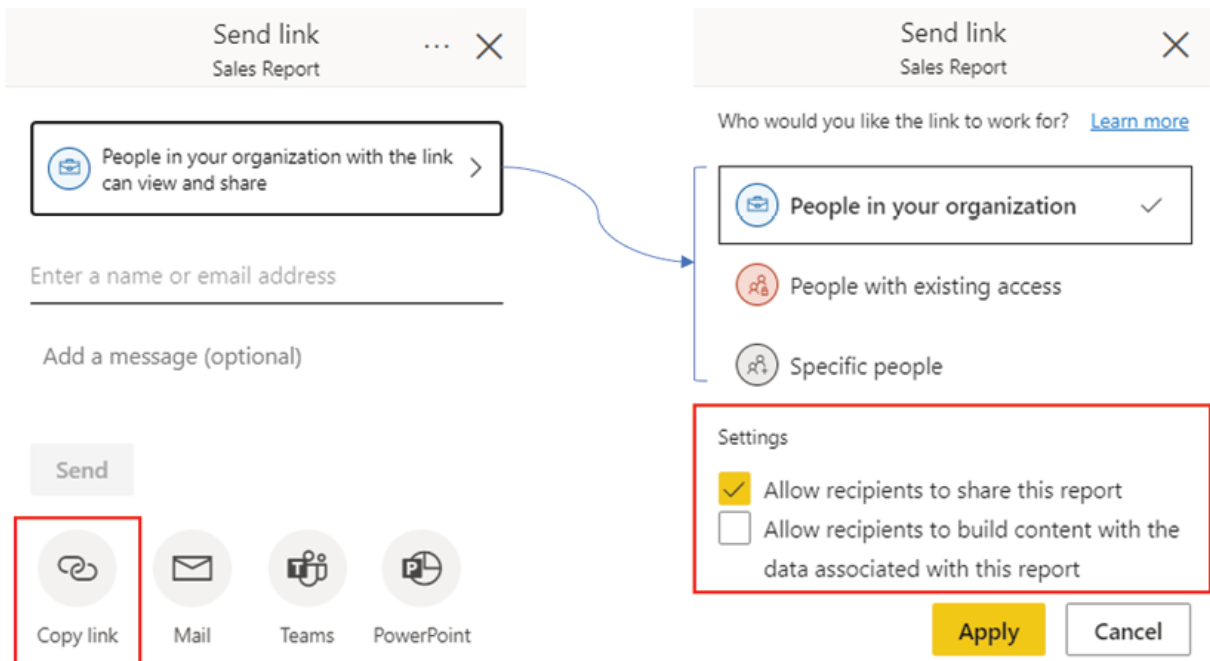 Send link
Sales Report
People in your organization with the link
can view and share
Enter a name or email address
Add a message (optional)
Send
Copy link
Mail
Teams
PowerPoint
Send link
Sales Report
Who would you like the link to work for? Learn more
People in your organization
People with existing access
Specific people
Settings
Allow recipients to share this report
Allow recipients to build content with the
data associated with this report
Apply
Cancel